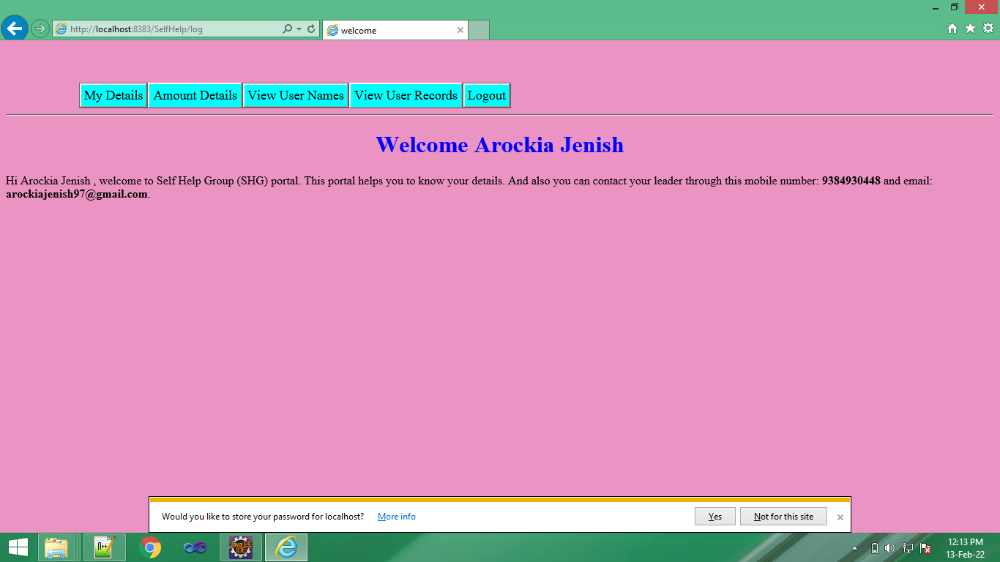 http://localhost:8383/SelfHelp/log
welcome
My Details Amount Details View User Names View User Records Logout
Welcome Arockia Jenish
Hi Arockia Jenish , welcome to Self Help Group (SHG) portal. This portal helps you to know your details. And also you can contact your leader through this mobile number: 9384930448 and email:
arockiajenish97@gmail.com.
Would you like to store your password for localhost? More info Yes Not for this site
Java EE
IDE
12:13 PM
13-Feb-22